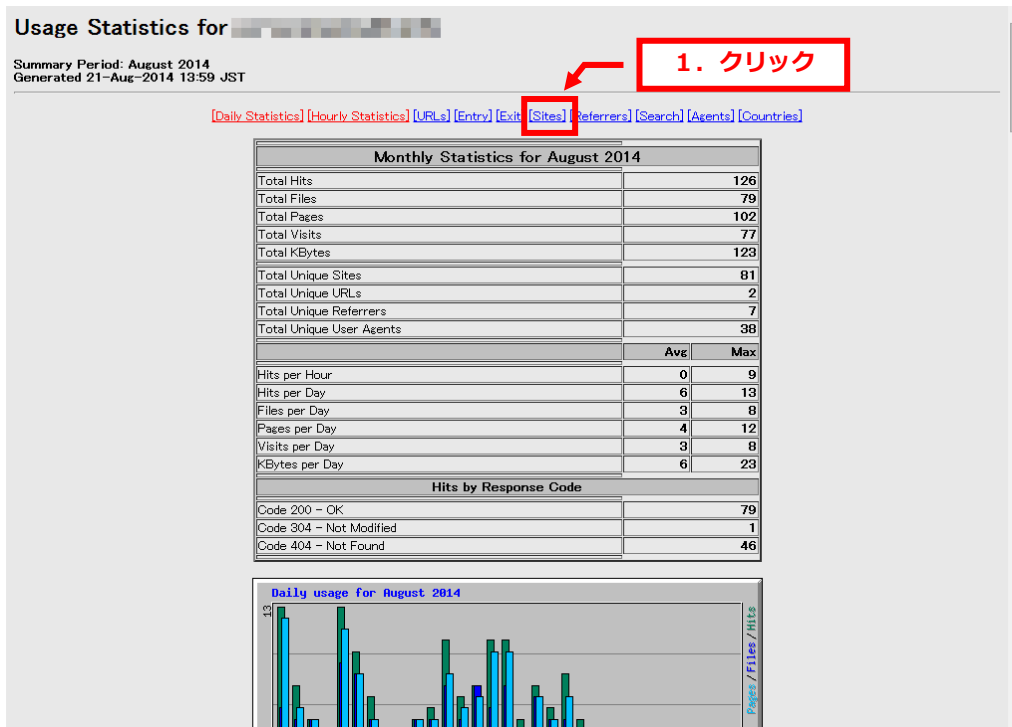 Usage Statistics for
1．クリック
Summary Period: August 2014
Generated 21-Aug-2014 13:59 JST
[Daily Statistics] [Hourly Statistics] [URLs] [Entry] [Exit] [Sites] [Referrers] [Search] [Agents] [Countries]
Monthly Statistics for August 2014
Total Hits 126
Total Files 79
Total Pages 102
Total Visits 77
Total KBytes 123
Total Unique Sites 81
Total Unique URLs 2
Total Unique Referrers 7
Total Unique User Agents 38
Avg Max
Hits per Hour 0 9
Hits per Day 6 13
Files per Day 3 8
Pages per Day 4 12
Visits per Day 3 8
KBytes per Day 6 23
Hits by Response Code
Code 200 - OK 79
Code 304 - Not Modified 1
Code 404 - Not Found 46
Daily usage for August 2014
13
Pages / Files / Hits